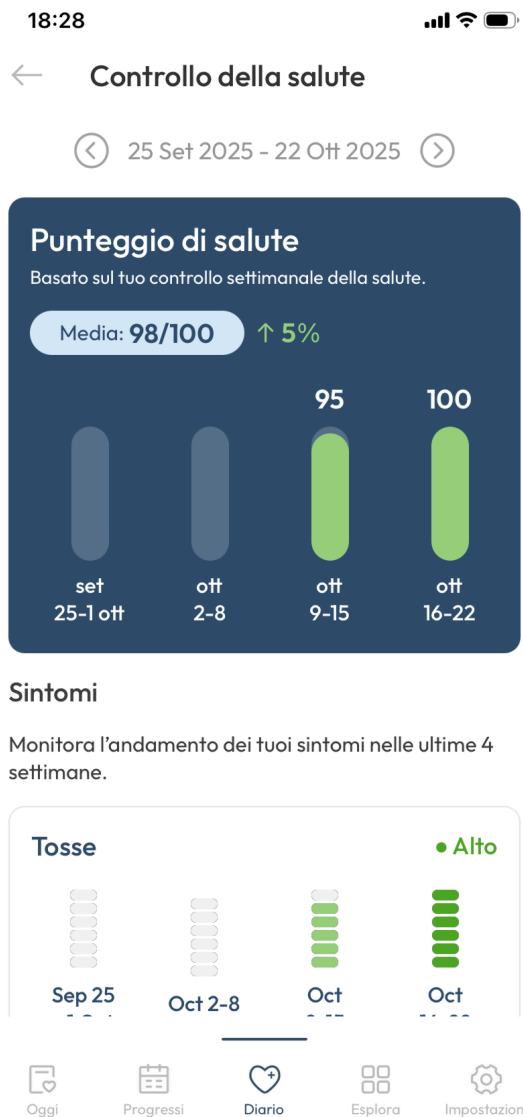 18:28
Controllo della salute
25 Set 2025 - 22 Ott 2025
Punteggio di salute
Basato sul tuo controllo settimanale della salute.
Media: 98/100 ↑ 5%
95 100
set ott ott ott
25-1 ott 2-8 9-15 16-22
Sintomi
Monitora l’andamento dei tuoi sintomi nelle ultime 4
settimane.
Tosse • Alto
Sep 25 Oct 2-8 Oct Oct
Oggi Progressi Diario Esplora Impostazion